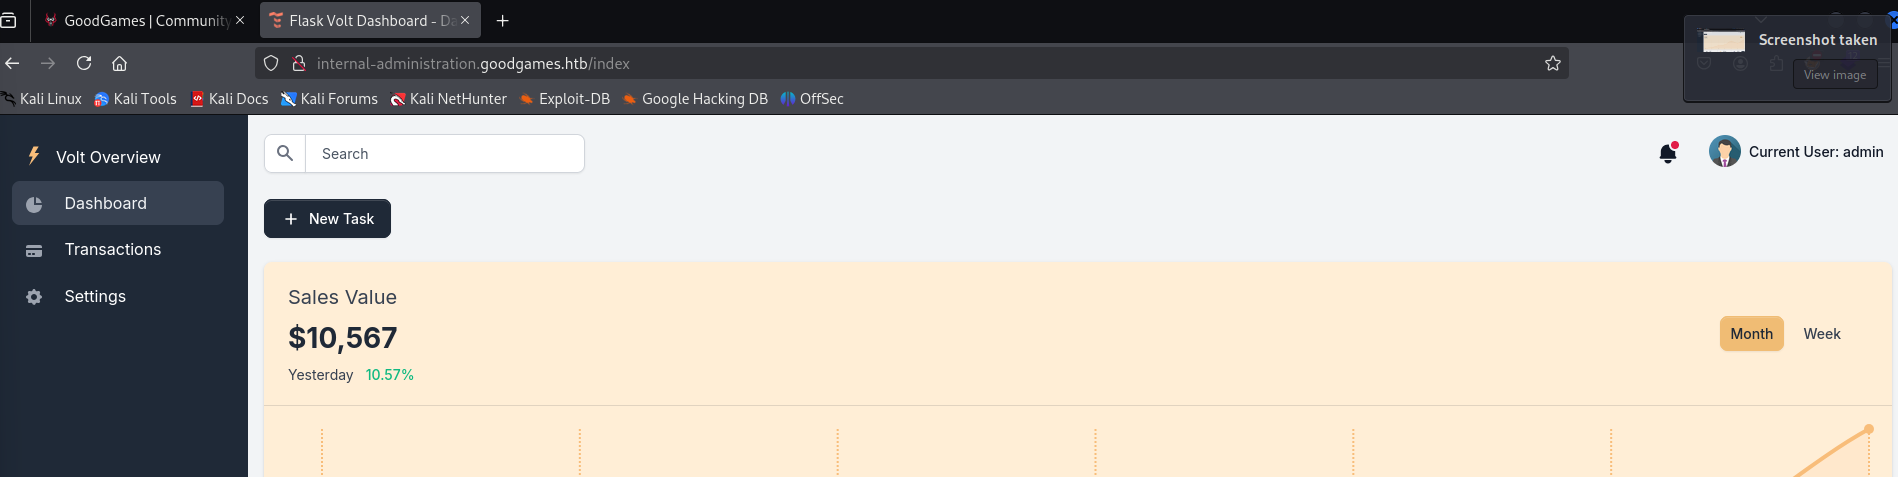 GoodGames | Community
Flask Volt Dashboard - Da
Screenshot taken
internal-administration.goodgames.htb/index
View image
Kali Linux Kali Tools Kali Docs Kali Forums Kali NetHunter Exploit-DB Google Hacking DB OffSec
Volt Overview
Dashboard
Transactions
Settings
Search
Current User: admin
New Task
Sales Value
$10,567
Yesterday 10.57%
Month Week